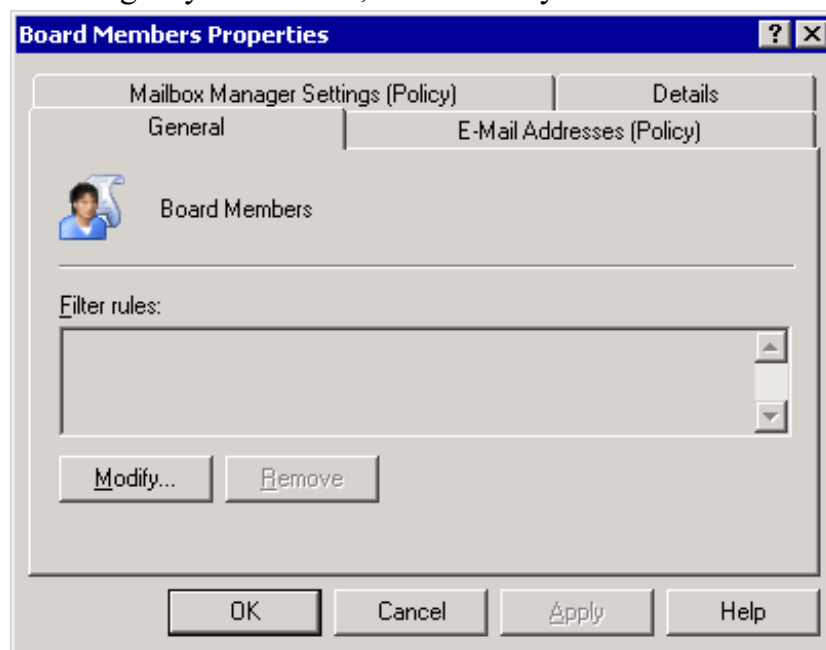 Board Members Properties
Mailbox Manager Settings (Policy) Details
General E-Mail Addresses (Policy)
Board Members
Filter rules:
Modify... Remove
OK Cancel Apply Help